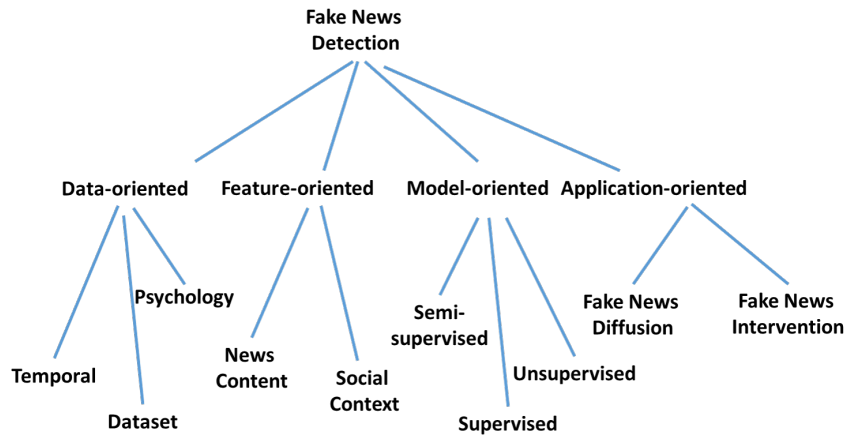 Fake News
Detection
Data-oriented
Feature-oriented
Model-oriented
Application-oriented
Psychology
Temporal
Dataset
News
Content
Social
Context
Semi-
supervised
Supervised
Unsupervised
Fake News
Diffusion
Fake News
Intervention